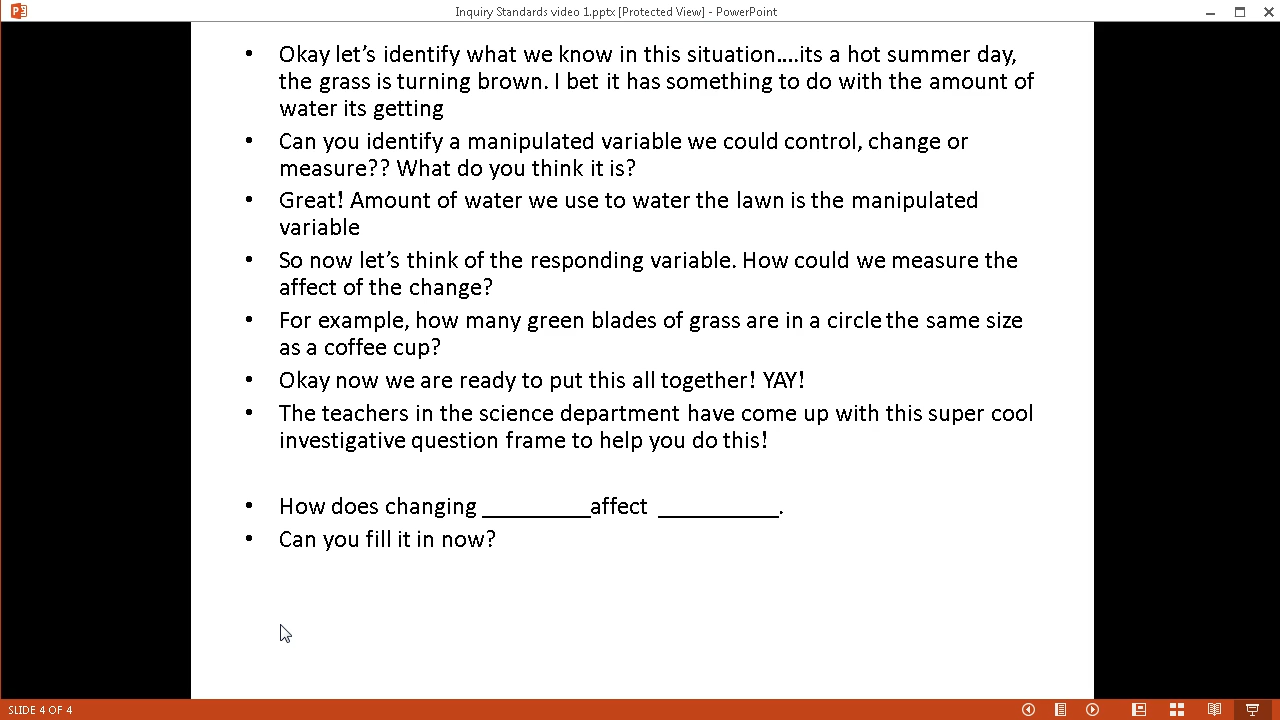 Inquiry Standards video 1.pptx [Protected View] - PowerPoint
• Okay let’s identify what we know in this situation....its a hot summer day,
the grass is turning brown. I bet it has something to do with the amount of
water its getting
• Can you identify a manipulated variable we could control, change or
measure?? What do you think it is?
• Great! Amount of water we use to water the lawn is the manipulated
variable
• So now let’s think of the responding variable. How could we measure the
affect of the change?
• For example, how many green blades of grass are in a circle the same size
as a coffee cup?
• Okay now we are ready to put this all together! YAY!
• The teachers in the science department have come up with this super cool
investigative question frame to help you do this!
• How does changing _________affect __________.
• Can you fill it in now?
SLIDE 4 OF 4